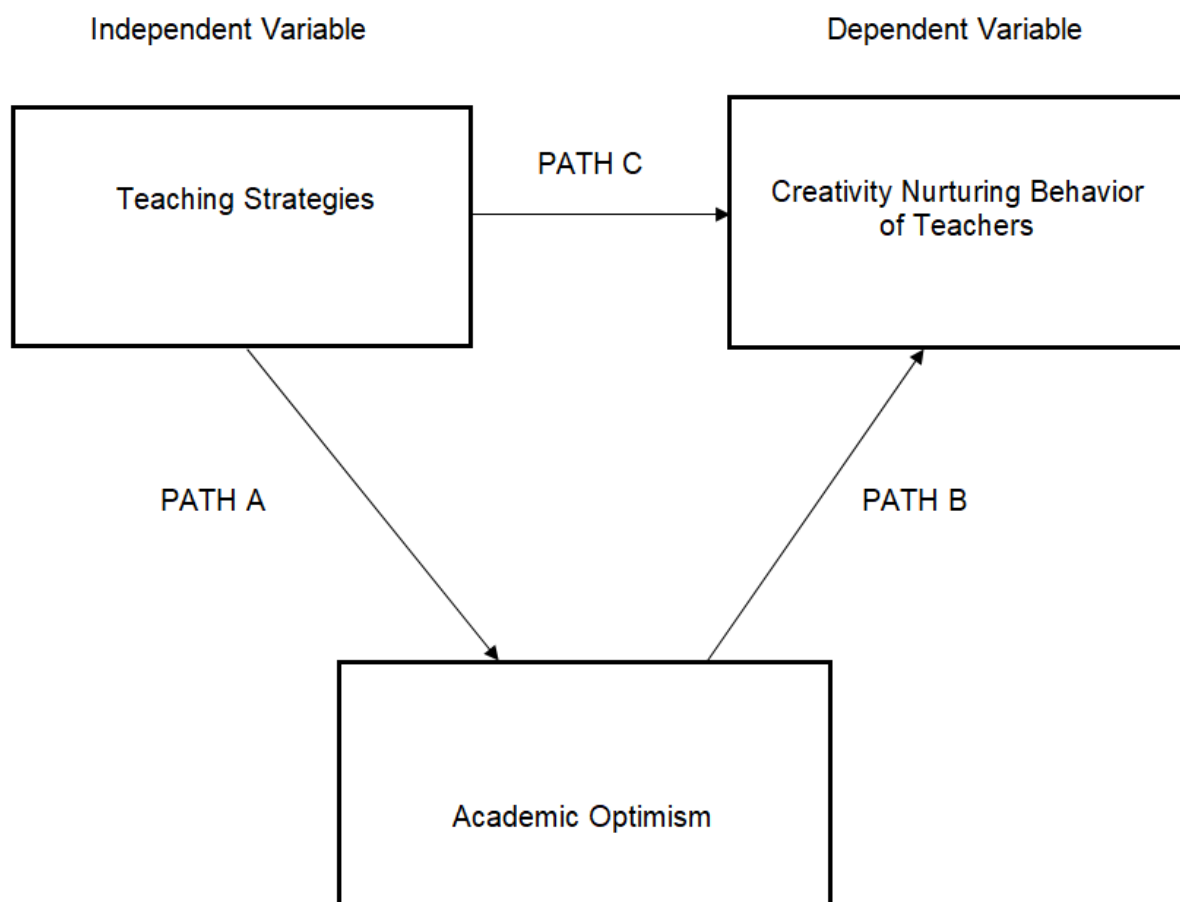 Independent Variable
Dependent Variable
Teaching Strategies
PATH C
Creativity Nurturing Behavior
of Teachers
PATH A
PATH B
Academic Optimism